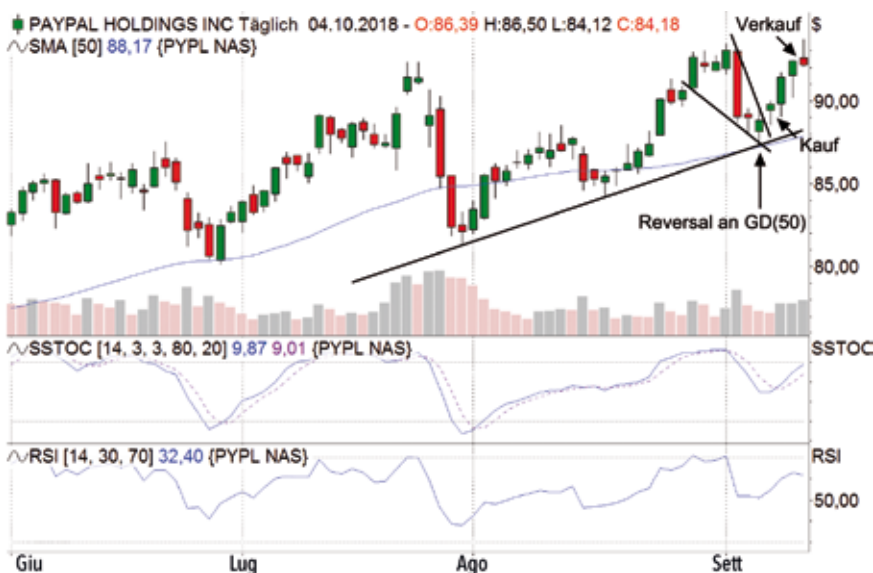 PAYPAL HOLDINGS INC Täglich 04.10.2018 - O:86,39 H:86,50 L:84,12 C:84,18
SMA [50] 88,17 {PYPL NAS}
Verkauf
$
90,00
Kauf
85,00
Reversal an GD(50)
80,00
SSTOC [14, 3, 3, 80, 20] 9,87 9,01 {PYPL NAS}
SSTOC
RSI [14, 30, 70] 32,40 {PYPL NAS}
RSI
50,00
Giu Lug Ago Sett